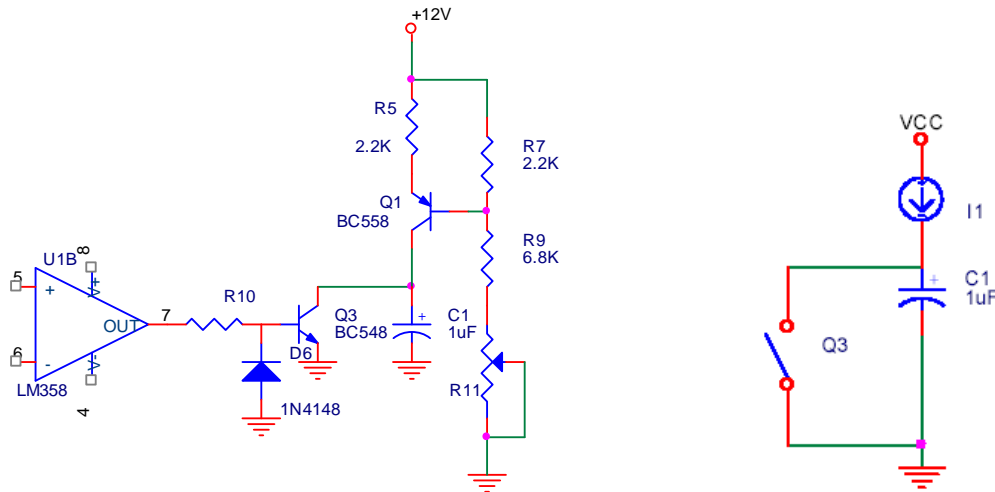 +12V
R5
2.2K
R7
2.2K
Q1
BC558
R9
6.8K
U1B
8
V+
5
+
OUT
7
R10
6
-
V-
LM358
4
Q3
BC548
D6
1N4148
+
C1
1uF
R11
VCC
I1
+
C1
1uF
Q3